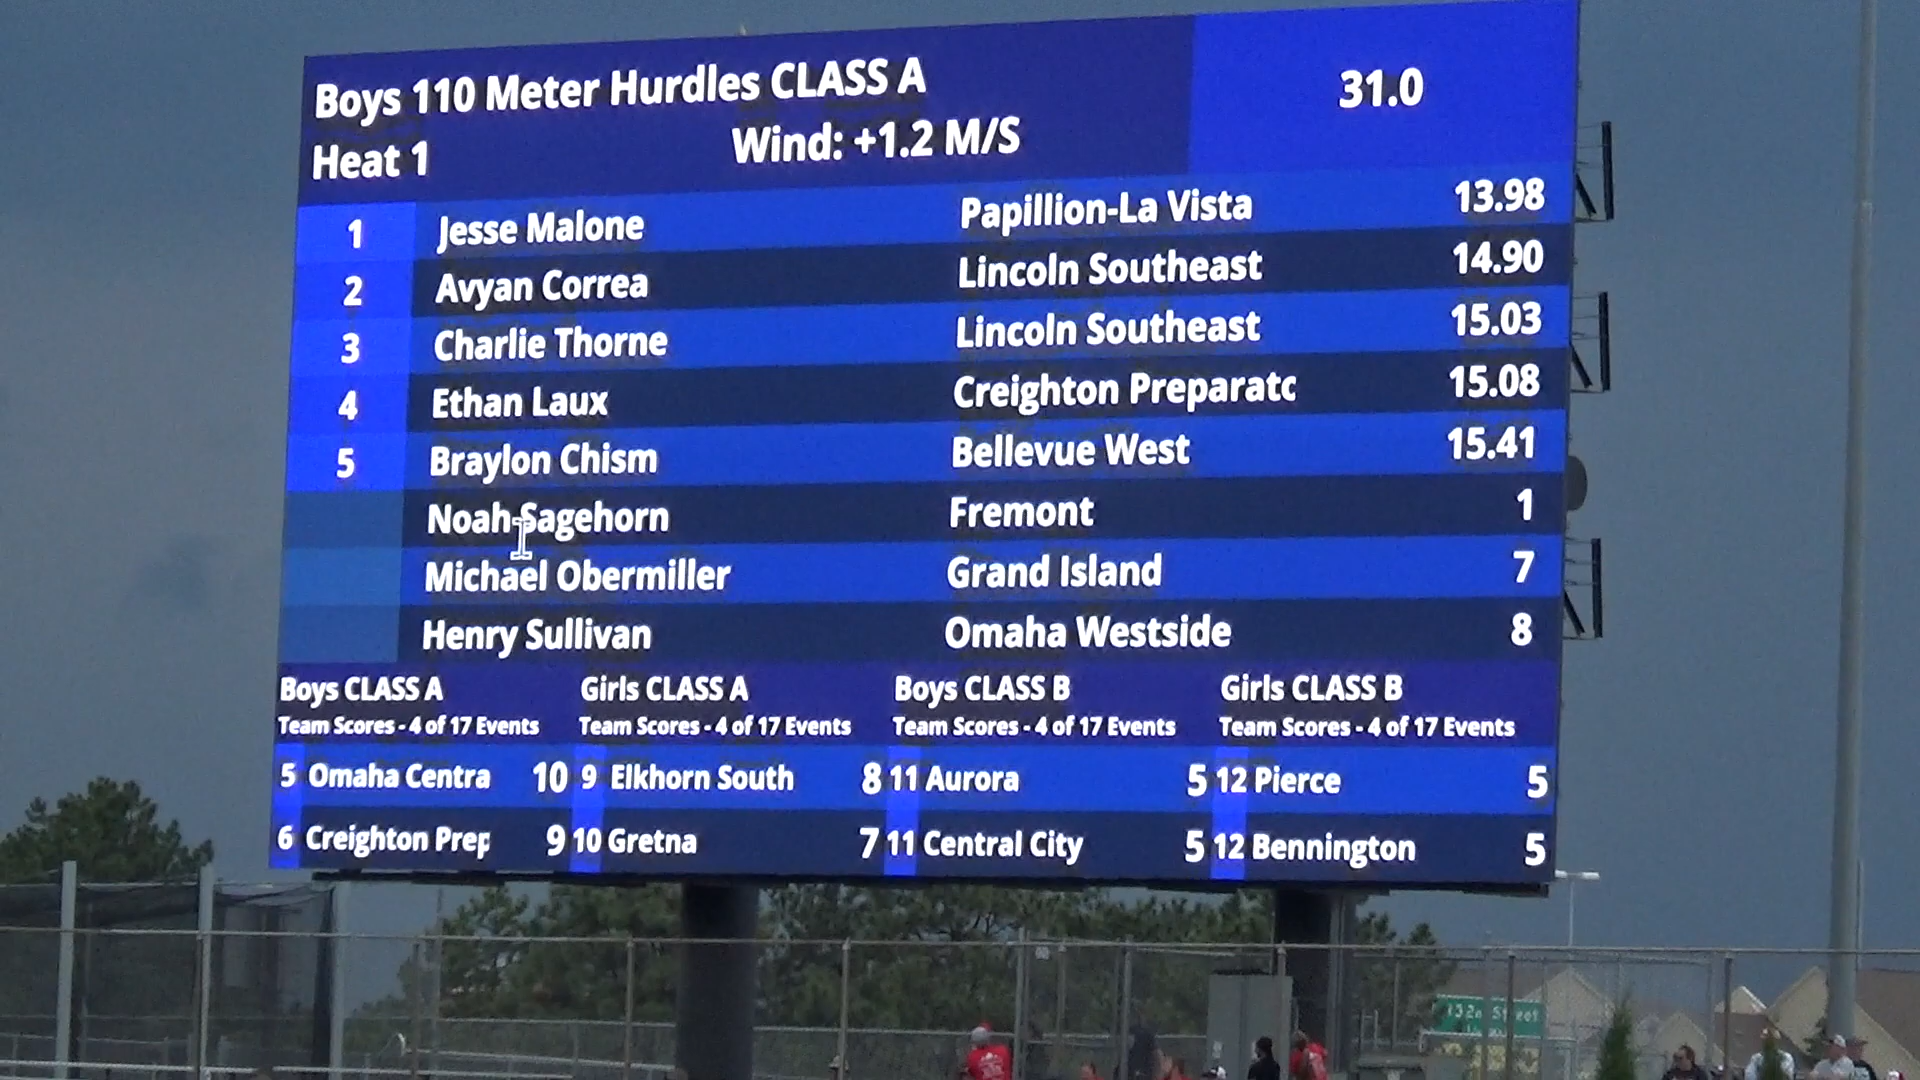 Boys 110 Meter Hurdles CLASS A
31.0
Heat 1
Wind: +1.2 M/S
1 Jesse Malone Papillion-La Vista 13.98
2 Avyan Correa Lincoln Southeast 14.90
3 Charlie Thorne Lincoln Southeast 15.03
4 Ethan Laux Creighton Preparatc 15.08
5 Braylon Chism Bellevue West 15.41
Noah Sagehorn Fremont 1
Michael Obermiller Grand Island 7
Henry Sullivan Omaha Westside 8
Boys CLASS A Girls CLASS A Boys CLASS B Girls CLASS B
Team Scores - 4 of 17 Events Team Scores - 4 of 17 Events Team Scores - 4 of 17 Events Team Scores - 4 of 17 Events
5 Omaha Centra 10 9 Elkhorn South 8 11 Aurora 5 12 Pierce 5
6 Creighton Prep 9 10 Gretna 7 11 Central City 5 12 Bennington 5
Street